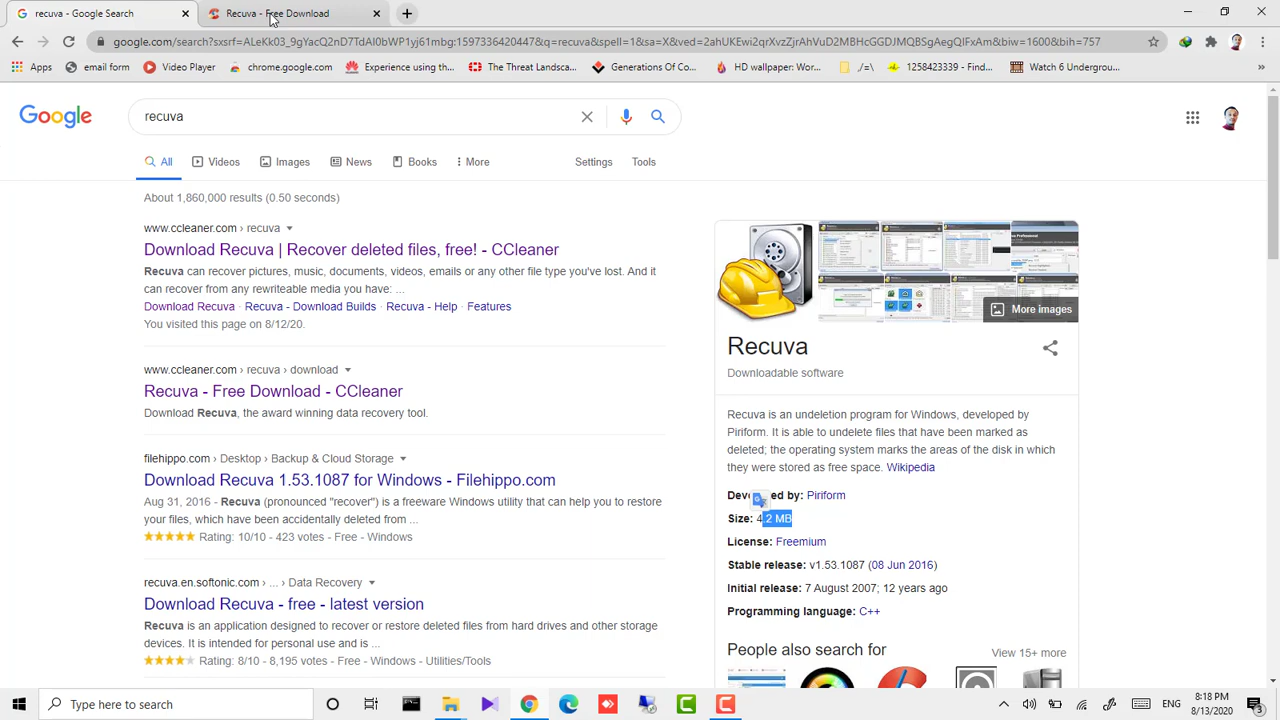 recuva - Google Search
Recuva - Free Download
google.com/search?sxsrf=ALeKk03_9gYacQ2nD7TdAI0bWP1yj61mbg:1597336420447&q=recuva&spell=1&sa=X&ved=2ahUKEwi2qrXvzZjrAhVuD2MBHcGGDJMQBSgAegQIFxAm&biw=1600&bih=757
Apps
email form
Video Player
chrome.google.com
Experience using th...
The Threat Landsca...
Generations Of Co...
HD wallpaper: Wor...
1258423339 - Find...
Watch 6 Undergrou...
»
Google
recuva
All
Videos
Images
News
Books
More
Settings
Tools
About 1,860,000 results (0.50 seconds)
www.ccleaner.com › recuva
Download Recuva | Recover deleted files, free! - CCleaner
Recuva can recover pictures, music, documents, videos, emails or any other file type you've lost. And it
can recover from any rewriteable media you have: ...
Download Recuva · Recuva - Download Builds · Recuva - Help · Features
You visited this page on 8/12/20.
www.ccleaner.com › recuva › download
Recuva - Free Download - CCleaner
Download Recuva, the award winning data recovery tool.
filehippo.com › Desktop › Backup & Cloud Storage
Download Recuva 1.53.1087 for Windows - Filehippo.com
Aug 31, 2016 - Recuva (pronounced "recover") is a freeware Windows utility that can help you to restore
your files, which have been accidentally deleted from ...
Rating: 10/10 - 423 votes - Free - Windows
recuva.en.softonic.com › ... › Data Recovery
Download Recuva - free - latest version
Recuva is an application designed to recover or restore deleted files from hard drives and other storage
devices. It is intended for personal use and is ...
Rating: 8/10 - 8,195 votes - Free - Windows - Utilities/Tools
More images
Recuva
Downloadable software
Recuva is an undeletion program for Windows, developed by
Piriform. It is able to undelete files that have been marked as
deleted; the operating system marks the areas of the disk in which
they were stored as free space. Wikipedia
Developed by: Piriform
Size: 4.2 MB
License: Freemium
Stable release: v1.53.1087 (08 Jun 2016)
Initial release: 7 August 2007; 12 years ago
Programming language: C++
People also search for
View 15+ more
Type here to search
ENG
8:18 PM
8/13/2020
3